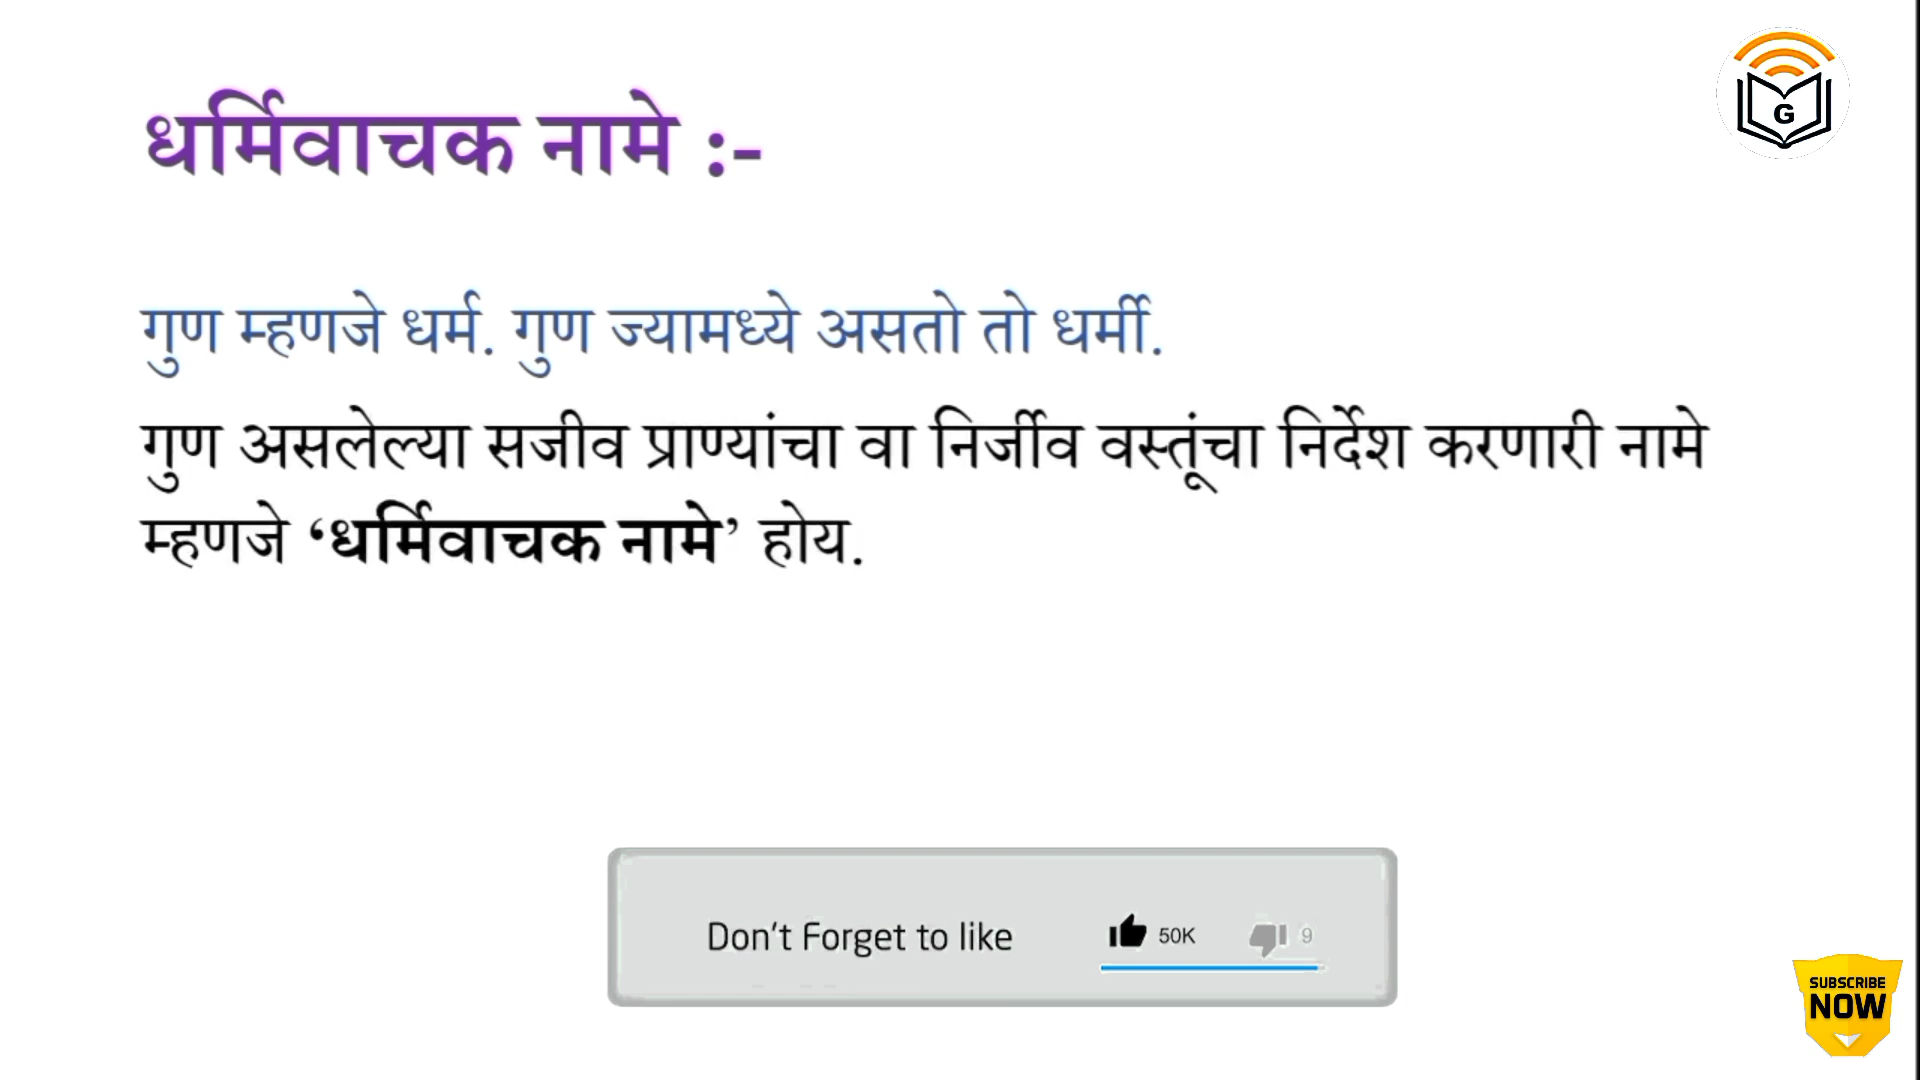 धर्मिवाचक नामे :-
G
गुण म्हणजे धर्म. गुण ज्यामध्ये असतो तो धर्मी.
गुण असलेल्या सजीव प्राण्यांचा वा निर्जीव वस्तूंचा निर्देश करणारी नामे
म्हणजे ‘धर्मिवाचक नामे’ होय.
Don't Forget to like 50K 9
SUBSCRIBE
NOW